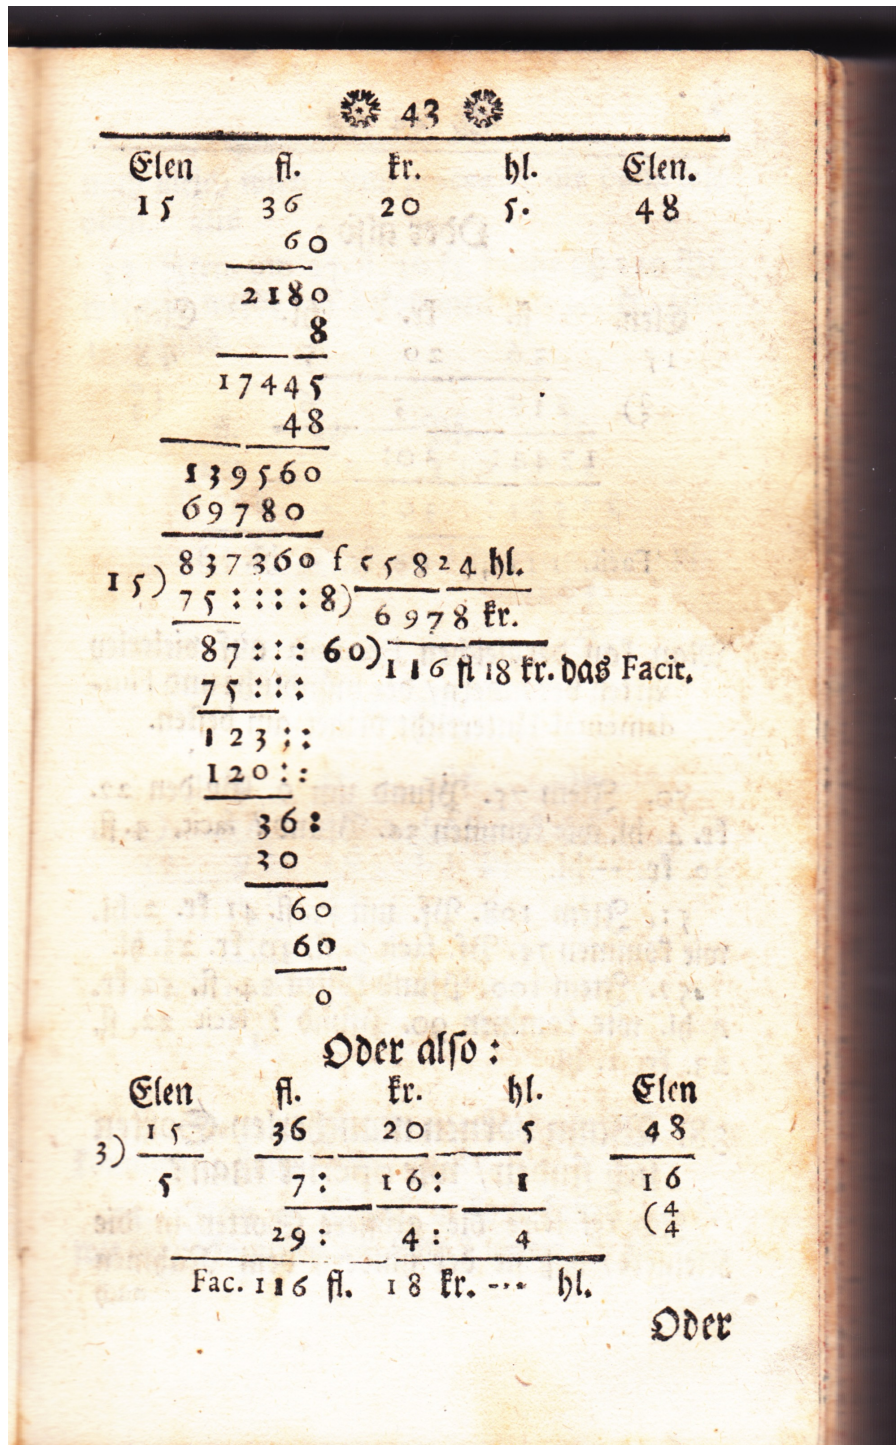 43
Elen fl. kr. hl. Elen.
15 36 20 5. 48
60
2180
8
17445
48
139560
69780
15) 837360 f 55824 hl.
75:::: 8) 6978 kr.
87::: 60) 116 fl 18 kr. das Facit.
75:::
123::
120::
36:
30
60
60
0
Oder alſo:
Elen fl. kr. hl. Elen
3) 15 36 20 5 48
5 7: 16: 1 16
29: 4: 4 (4 4
Fac. 116 fl. 18 kr. --.. hl.
Oder